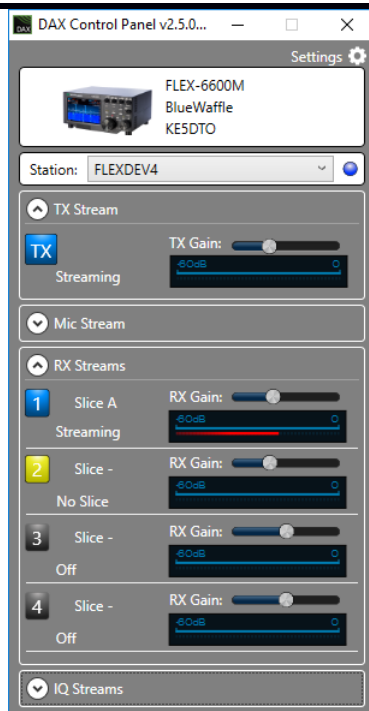 DAX DAX Control Panel v2.5.0...
Settings
FLEX-6600M
BlueWaffle
KE5DTO
Station: FLEXDEV4
TX Stream
TX TX Gain:
-60dB 0
Streaming
Mic Stream
RX Streams
1 Slice A RX Gain:
-60dB 0
Streaming
2 Slice - RX Gain:
-60dB 0
No Slice
3 Slice - RX Gain:
-60dB 0
Off
4 Slice - RX Gain:
-60dB 0
Off
IQ Streams